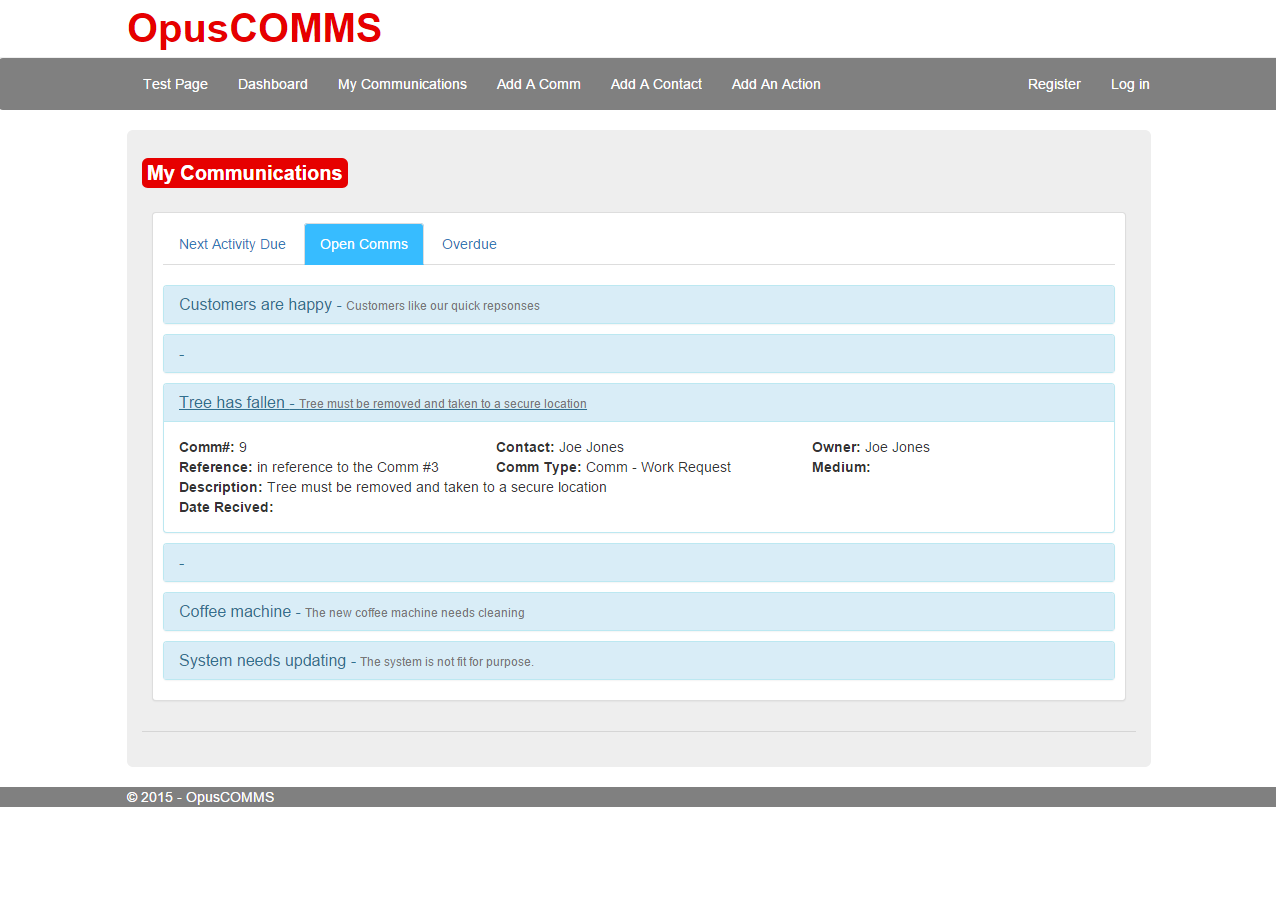 OpusCOMMS
Test Page Dashboard My Communications Add A Comm Add A Contact Add An Action Register Log in
My Communications
Next Activity Due Open Comms Overdue
Customers are happy - Customers like our quick repsonses
-
Tree has fallen - Tree must be removed and taken to a secure location
Comm#: 9 Contact: Joe Jones Owner: Joe Jones
Reference: in reference to the Comm #3 Comm Type: Comm - Work Request Medium:
Description: Tree must be removed and taken to a secure location
Date Recived:
-
Coffee machine - The new coffee machine needs cleaning
System needs updating - The system is not fit for purpose.
© 2015 - OpusCOMMS